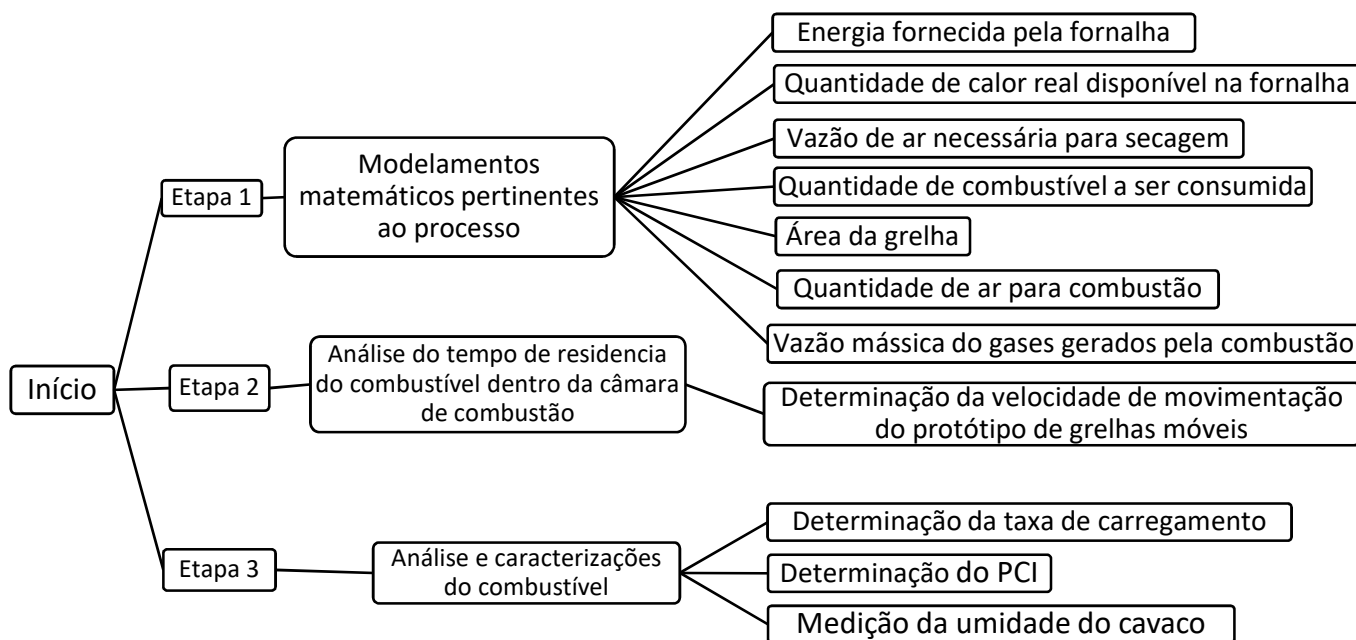 Início
Etapa 1
Modelamentos
matemáticos pertinentes
ao processo
Energia fornecida pela fornalha
Quantidade de calor real disponível na fornalha
Vazão de ar necessária para secagem
Quantidade de combustível a ser consumida
Área da grelha
Quantidade de ar para combustão
Vazão mássica do gases gerados pela combustão
Etapa 2
Análise do tempo de residencia
do combustível dentro da câmara
de combustão
Determinação da velocidade de movimentação
do protótipo de grelhas móveis
Etapa 3
Análise e caracterizações
do combustível
Determinação da taxa de carregamento
Determinação do PCI
Medição da umidade do cavaco